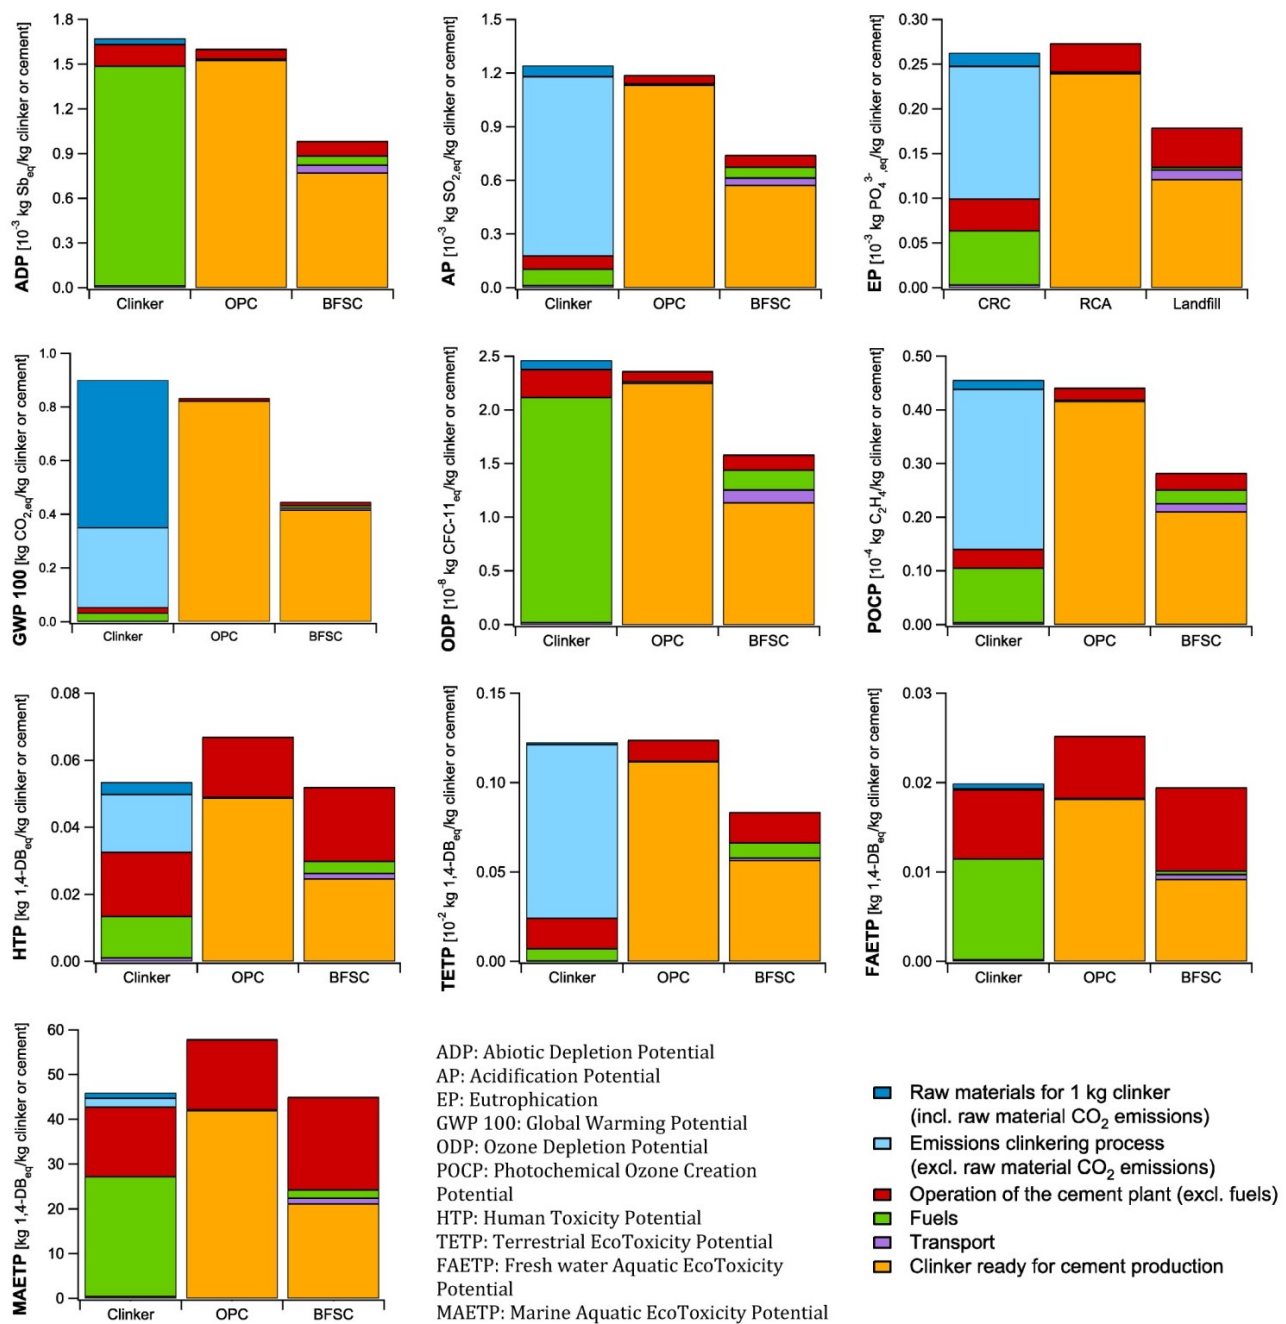 1.8
1.5
1.2
0.9
0.6
0.3
0.0
ADP [10⁻³ kg Sb_eq/kg clinker or cement]
Clinker OPC BFSC
1.5
1.2
0.9
0.6
0.3
0.0
AP [10⁻³ kg SO₂,eq/kg clinker or cement]
Clinker OPC BFSC
0.30
0.25
0.20
0.15
0.10
0.05
0.00
EP [10⁻³ kg PO₄³⁻,eq/kg clinker or cement]
CRC RCA Landfill
1.0
0.8
0.6
0.4
0.2
0.0
GWP 100 [kg CO₂,eq/kg clinker or cement]
Clinker OPC BFSC
2.5
2.0
1.5
1.0
0.5
0.0
ODP [10⁻⁸ kg CFC-11_eq/kg clinker or cement]
Clinker OPC BFSC
0.50
0.40
0.30
0.20
0.10
0.00
POCP [10⁻⁴ kg C₂H₄/kg clinker or cement]
Clinker OPC BFSC
0.08
0.06
0.04
0.02
0.00
HTP [kg 1,4-DB_eq/kg clinker or cement]
Clinker OPC BFSC
0.15
0.10
0.05
0.00
TETP [10⁻² kg 1,4-DB_eq/kg clinker or cement]
Clinker OPC BFSC
0.03
0.02
0.01
0.00
FAETP [kg 1,4-DB_eq/kg clinker or cement]
Clinker OPC BFSC
60
50
40
30
20
10
0
MAETP [kg 1,4-DB_eq/kg clinker or cement]
Clinker OPC BFSC
ADP: Abiotic Depletion Potential
AP: Acidification Potential
EP: Eutrophication
GWP 100: Global Warming Potential
ODP: Ozone Depletion Potential
POCP: Photochemical Ozone Creation
Potential
HTP: Human Toxicity Potential
TETP: Terrestrial EcoToxicity Potential
FAETP: Fresh water Aquatic EcoToxicity
Potential
MAETP: Marine Aquatic EcoToxicity Potential
Raw materials for 1 kg clinker
(incl. raw material CO₂ emissions)
Emissions clinkering process
(excl. raw material CO₂ emissions)
Operation of the cement plant (excl. fuels)
Fuels
Transport
Clinker ready for cement production